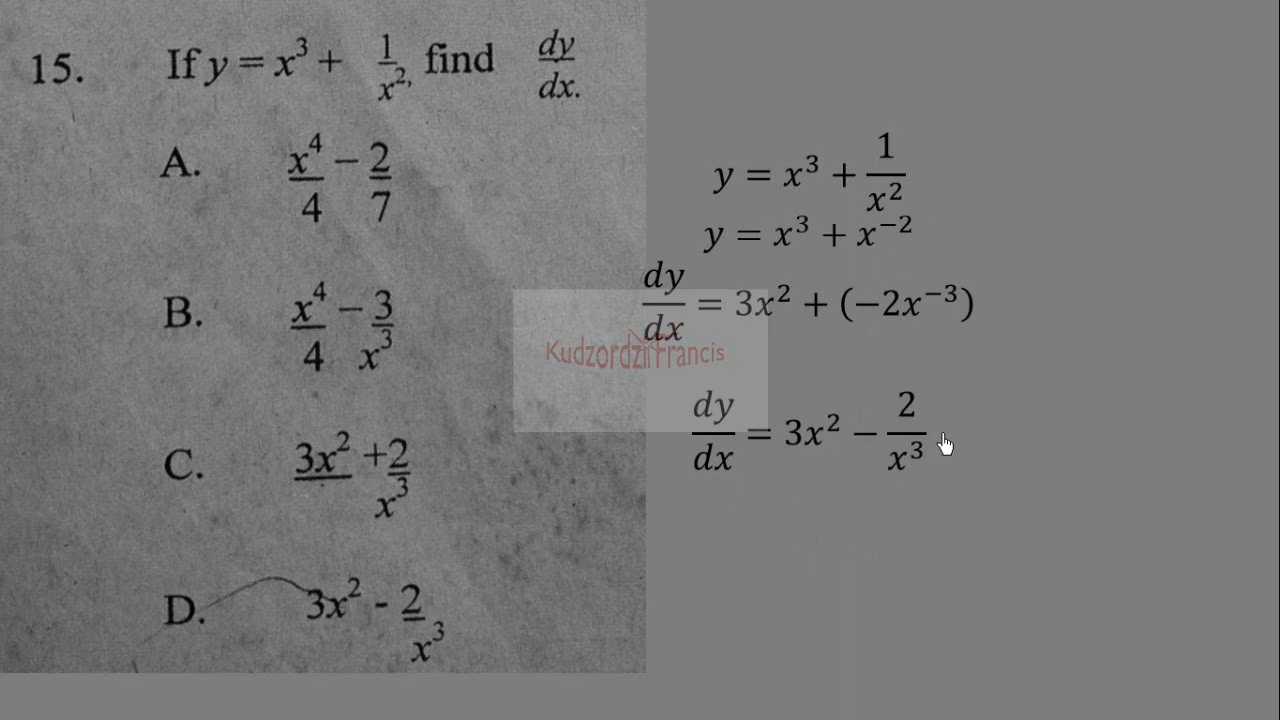 15. If y = x³ + 1/x², find dy/dx.
A. x⁴/4 − 2/7
B. x⁴/4 − 3/x³
C. 3x² + 2/x³
D. 3x² - 2/x³
y = x³ + 1/x²
y = x³ + x⁻²
dy/dx = 3x² + (−2x⁻³)
Kudzordzi Francis
dy/dx = 3x² − 2/x³